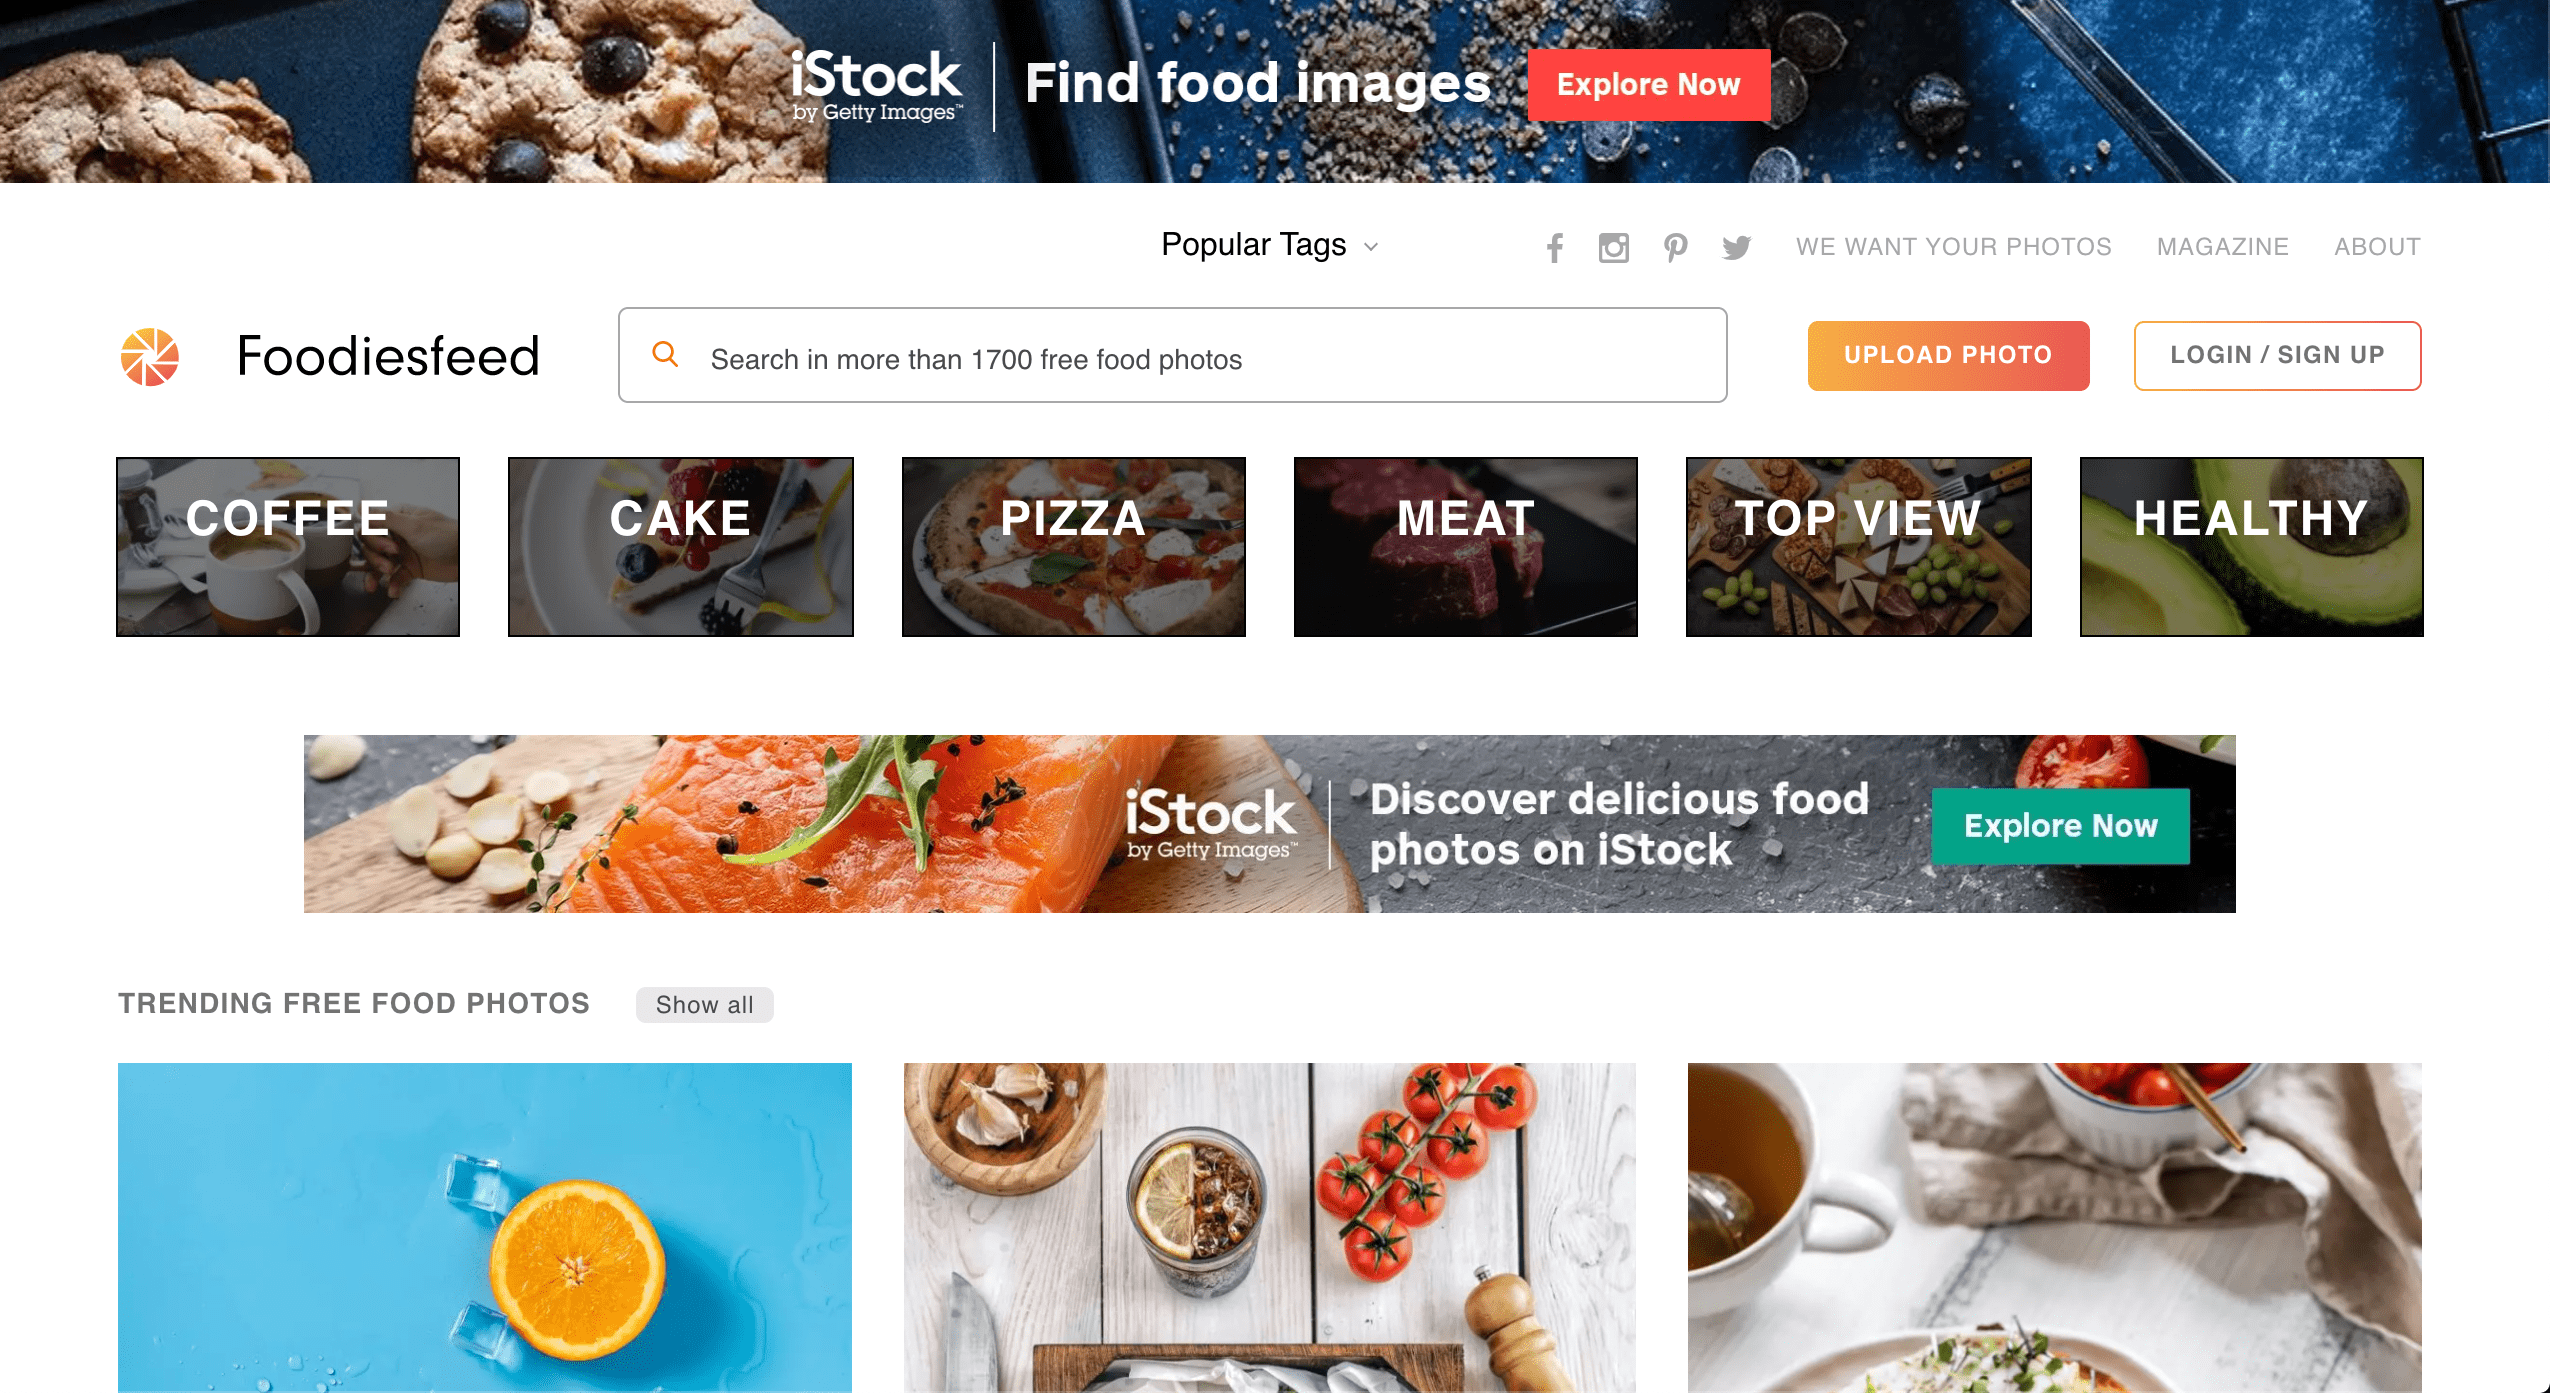 iStock
by Getty Images™
Find food images
Explore Now
Popular Tags
WE WANT YOUR PHOTOS
MAGAZINE
ABOUT
Foodiesfeed
Search in more than 1700 free food photos
UPLOAD PHOTO
LOGIN / SIGN UP
COFFEE
CAKE
PIZZA
MEAT
TOP VIEW
HEALTHY
iStock
by Getty Images™
Discover delicious food
photos on iStock
Explore Now
TRENDING FREE FOOD PHOTOS
Show all